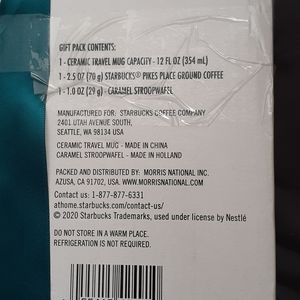 GIFT PACK CONTENTS:
1 - CERAMIC TRAVEL MUG CAPACITY - 12 FL OZ (354 mL)
1 - 2.5 OZ (70 g) STARBUCKS® PIKES PLACE GROUND COFFEE
1 - 1.0 OZ (29 g) - CARAMEL STROOPWAFEL
MANUFACTURED FOR: STARBUCKS COFFEE COMPANY
2401 UTAH AVENUE SOUTH,
SEATTLE, WA 98134 USA
CERAMIC TRAVEL MUG - MADE IN CHINA
CARAMEL STROOPWAFEL - MADE IN HOLLAND
PACKED AND DISTRIBUTED BY: MORRIS NATIONAL INC.
AZUSA, CA 91702, USA. WWW.MORRISNATIONAL.COM
Contact us: 1-877-877-6331
athome.starbucks.com/contact-us/
© 2020 Starbucks Trademarks, used under license by Nestlé
DO NOT STORE IN A WARM PLACE.
REFRIGERATION IS NOT REQUIRED.